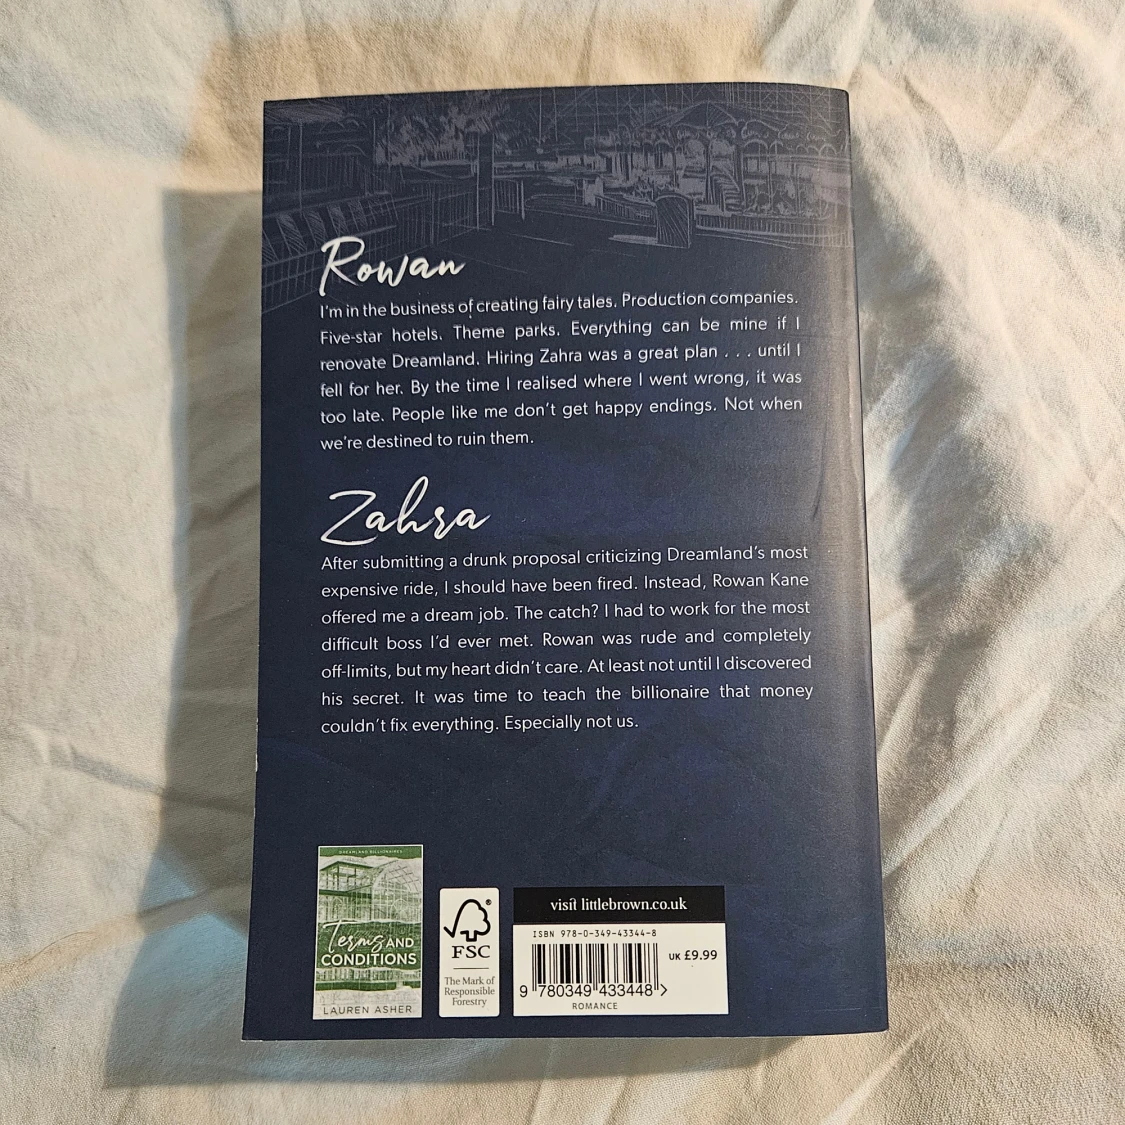 Rowan
I'm in the business of creating fairy tales. Production companies.
Five-star hotels. Theme parks. Everything can be mine if I
renovate Dreamland. Hiring Zahra was a great plan . . . until I
fell for her. By the time I realised where I went wrong, it was
too late. People like me don't get happy endings. Not when
we're destined to ruin them.
Zahra
After submitting a drunk proposal criticizing Dreamland's most
expensive ride, I should have been fired. Instead, Rowan Kane
offered me a dream job. The catch? I had to work for the most
difficult boss I'd ever met. Rowan was rude and completely
off-limits, but my heart didn't care. At least not until I discovered
his secret. It was time to teach the billionaire that money
couldn't fix everything. Especially not us.
DREAMLAND BILLIONAIRES
Terms AND
CONDITIONS
LAUREN ASHER
®
FSC
The Mark of
Responsible
Forestry
visit littlebrown.co.uk
ISBN 978-0-349-43344-8
UK £9.99
9 780349 433448 >
ROMANCE